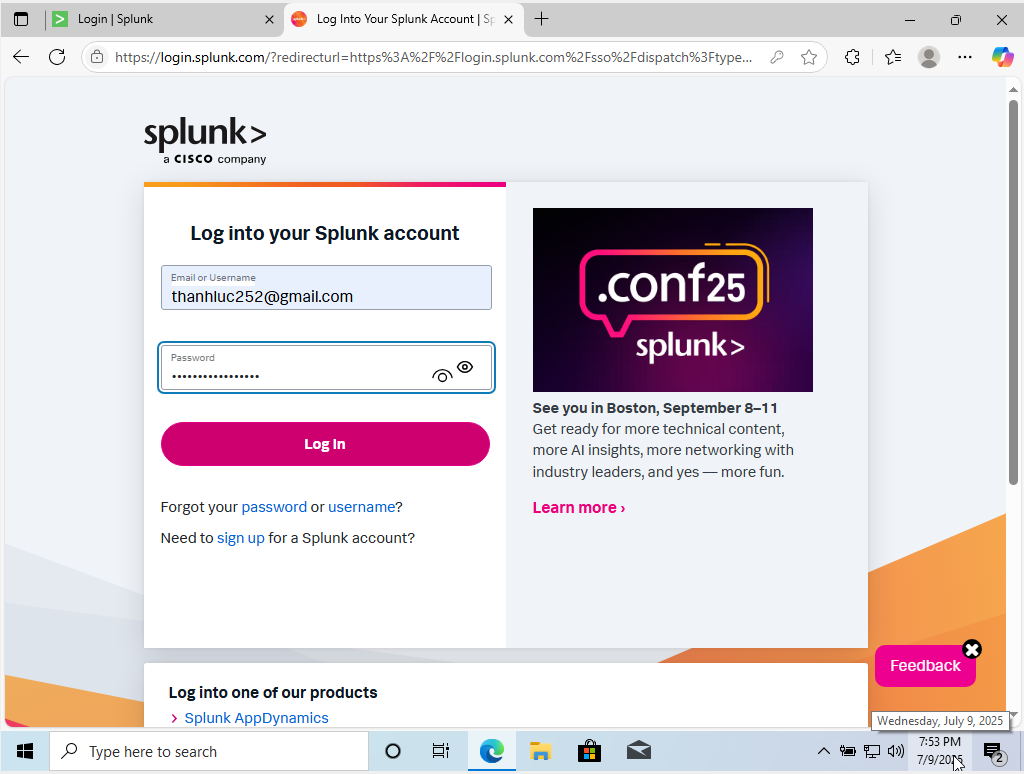 Login | Splunk
Log Into Your Splunk Account | Sp
https://login.splunk.com/?redirecturl=https%3A%2F%2Flogin.splunk.com%2Fsso%2Fdispatch%3Ftype...
splunk>
a CISCO company
Log into your Splunk account
Email or Username
thanhluc252@gmail.com
Password
•••••••••••••••••
Log In
Forgot your password or username?
Need to sign up for a Splunk account?
.conf25
splunk>
See you in Boston, September 8–11
Get ready for more technical content,
more AI insights, more networking with
industry leaders, and yes — more fun.
Learn more ›
Feedback
Log into one of our products
Splunk AppDynamics
Wednesday, July 9, 2025
Type here to search
7:53 PM
7/9/2025
2